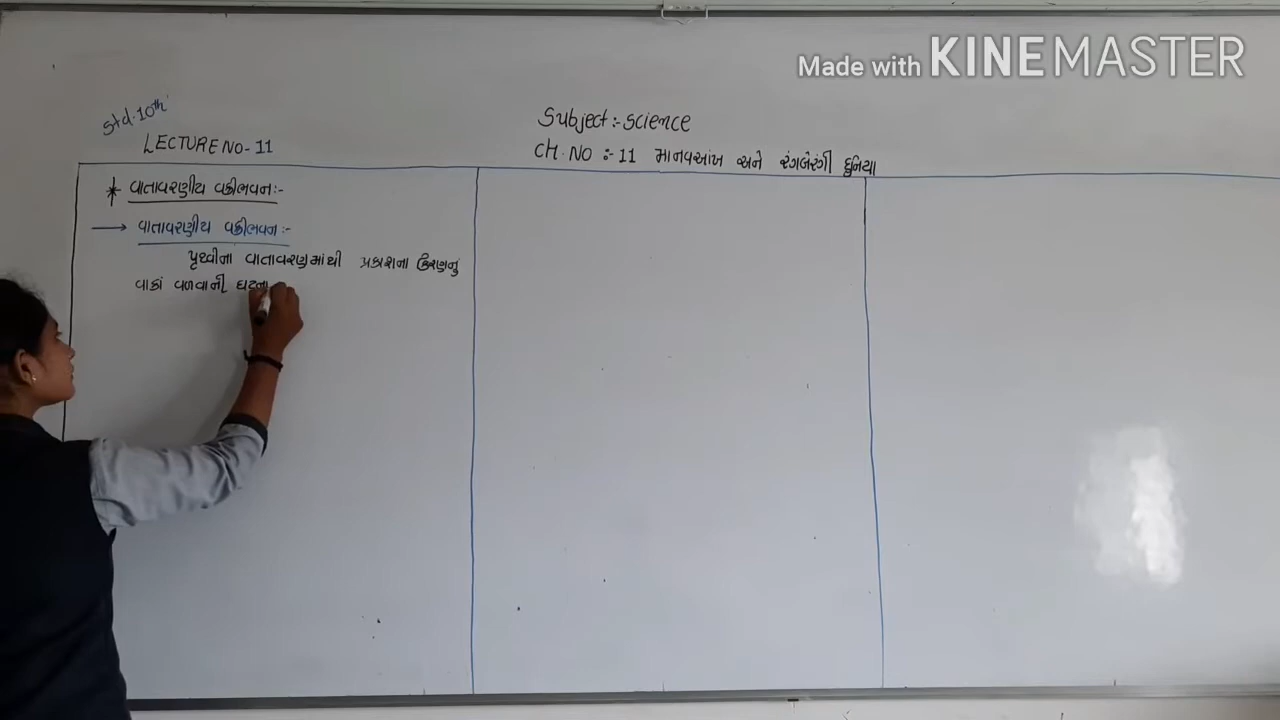 Made with KINEMASTER
Std. 10th
LECTURE NO - 11
Subject :- Science
CH. NO :- 11 માનવઆંખ અને રંગબેરંગી દુનિયા
* વાતાવરણીય વક્રીભવન :-
→ વાતાવરણીય વક્રીભવન :-
પૃથ્વીના વાતાવરણમાંથી પ્રકાશના કિરણનુ
વાકાં વળવાની ઘટના